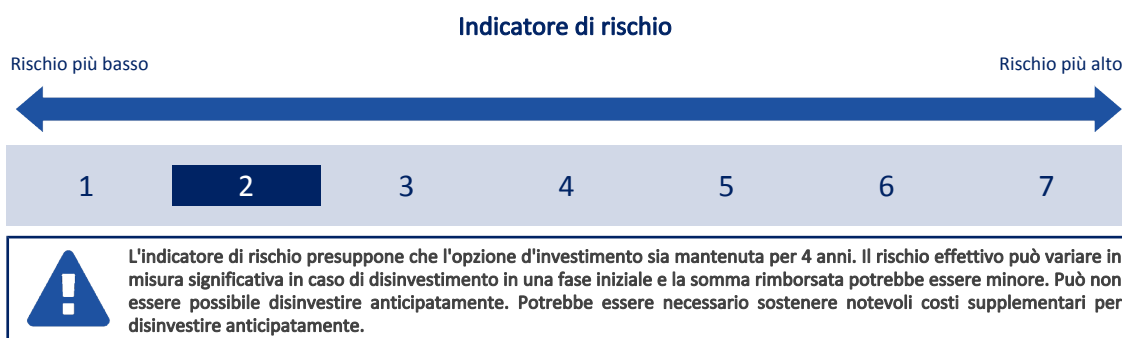 Indicatore di rischio
Rischio più basso
Rischio più alto
1 2 3 4 5 6 7
L'indicatore di rischio presuppone che l'opzione d'investimento sia mantenuta per 4 anni. Il rischio effettivo può variare in
misura significativa in caso di disinvestimento in una fase iniziale e la somma rimborsata potrebbe essere minore. Può non
essere possibile disinvestire anticipatamente. Potrebbe essere necessario sostenere notevoli costi supplementari per
disinvestire anticipatamente.